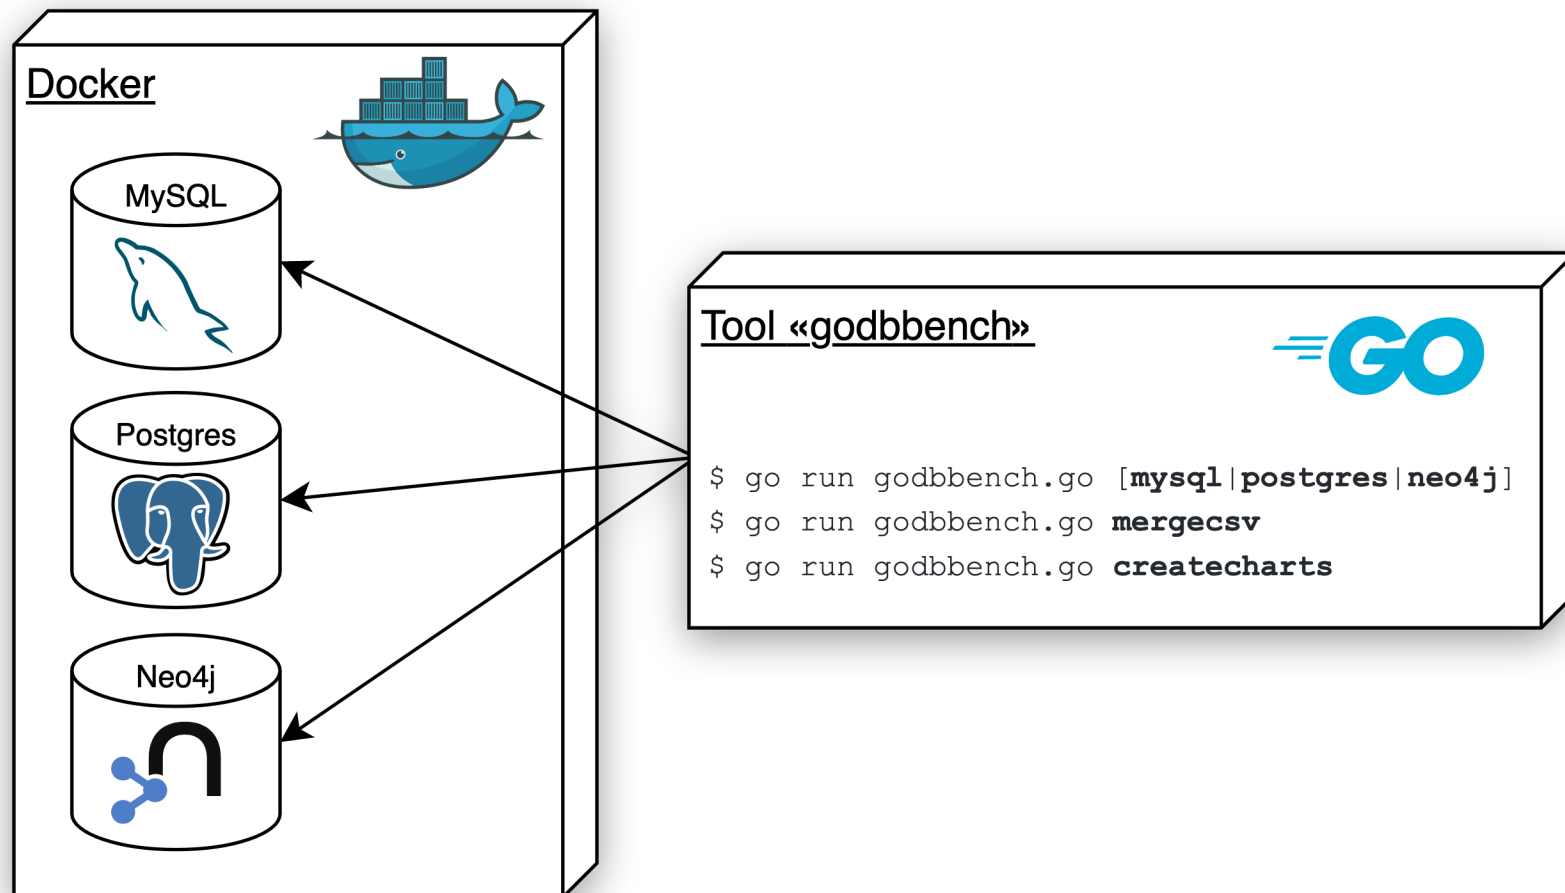 Docker
MySQL
Postgres
Neo4j
Tool «godbbench»
GO
$ go run godbbench.go [mysql|postgres|neo4j]
$ go run godbbench.go mergecsv
$ go run godbbench.go createcharts